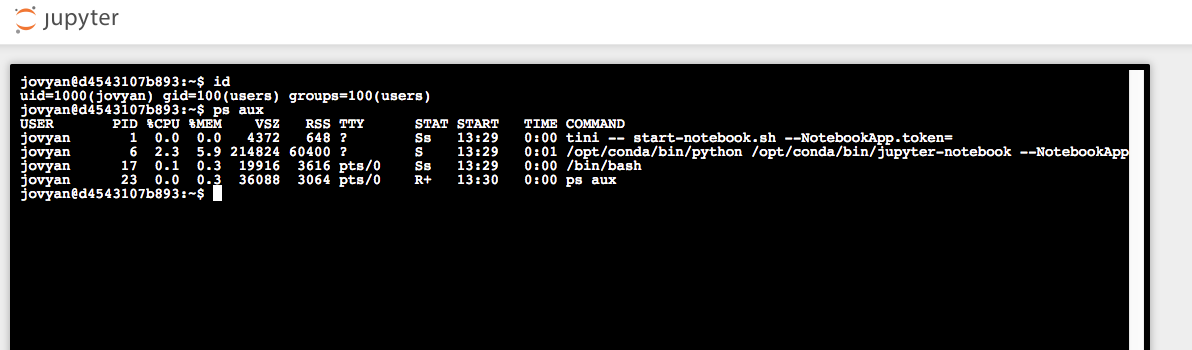 jupyter
jovyan@d4543107b893:~$ id
uid=1000(jovyan) gid=100(users) groups=100(users)
jovyan@d4543107b893:~$ ps aux
USER       PID %CPU %MEM    VSZ   RSS TTY      STAT START   TIME COMMAND
jovyan       1  0.0  0.0   4372   648 ?        Ss   13:29   0:00 tini -- start-notebook.sh --NotebookApp.token=
jovyan       6  2.3  5.9 214824 60400 ?        S    13:29   0:01 /opt/conda/bin/python /opt/conda/bin/jupyter-notebook --NotebookApp
jovyan      17  0.1  0.3  19916  3616 pts/0    Ss   13:29   0:00 /bin/bash
jovyan      23  0.0  0.3  36088  3064 pts/0    R+   13:30   0:00 ps aux
jovyan@d4543107b893:~$